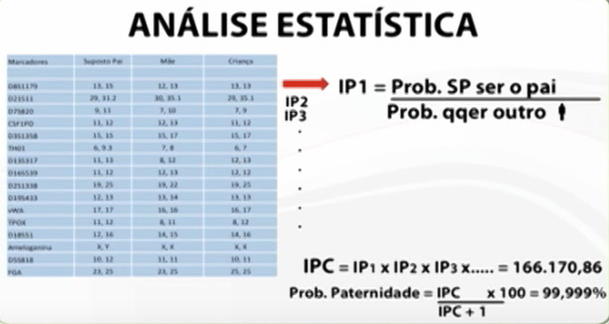 ANÁLISE ESTATÍSTICA
Marcadores Suposto Pai Mãe Criança
D8S1179 13, 15 12, 13 13, 13
D21S11 29, 31.2 30, 35.1 29, 35.1
D7S820 9, 11 7, 10 7, 9
CSF1PO 11, 12 12, 13 11, 12
D3S1358 15, 15 15, 17 15, 17
TH01 6, 9.3 7, 8 6, 7
D13S317 11, 13 8, 12 12, 13
D16S539 11, 12 12, 13 12, 12
D2S1338 19, 25 19, 22 19, 25
D19S433 12, 13 13, 14 13, 13
vWA 17, 17 16, 16 16, 17
TPOX 11, 12 8, 11 8, 12
D18S51 12, 16 14, 15 14, 16
Amelogenina X, Y X, X X, X
D5S818 10, 12 11, 11 10, 11
FGA 23, 25 23, 25 25, 25
IP1 = Prob. SP ser o pai
Prob. qqer outro
IP2
IP3
IPC = IP1 x IP2 x IP3 x..... = 166.170,86
Prob. Paternidade = IPC x 100 = 99,999%
IPC + 1